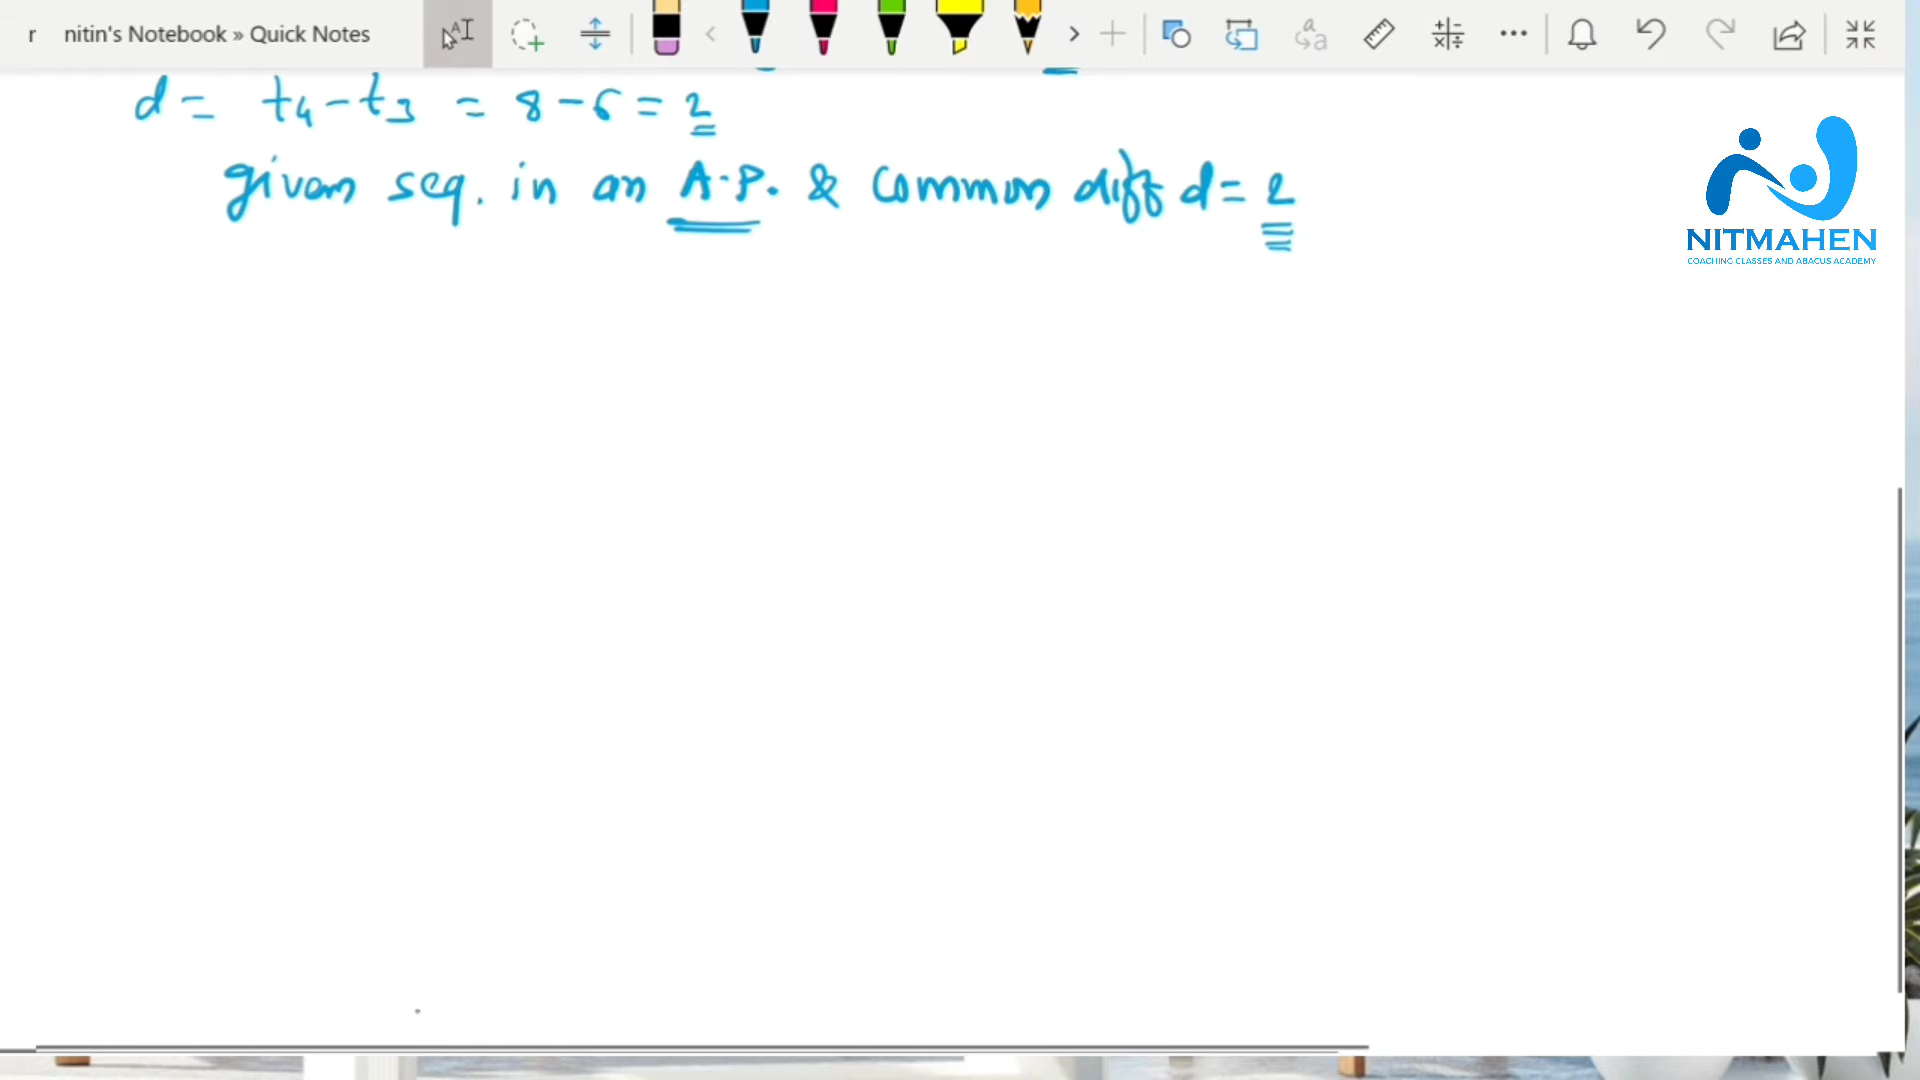 r nitin's Notebook » Quick Notes
d = t4 - t3 = 8 - 6 = 2
given seq. in an A.P. & common diff d = 2
NITMAHEN
COACHING CLASSES AND ABACUS ACADEMY